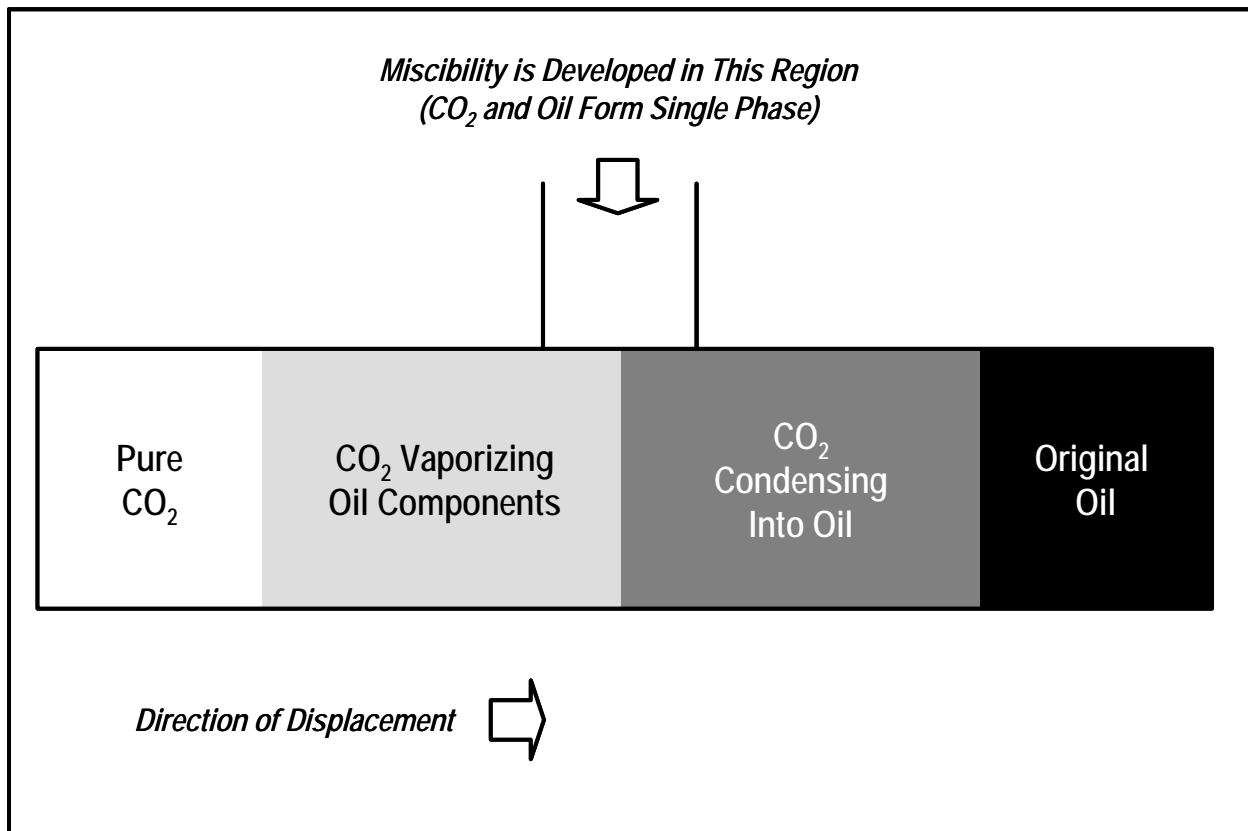 Miscibility is Developed in This Region
(CO₂ and Oil Form Single Phase)
Pure
CO₂
CO₂ Vaporizing
Oil Components
CO₂
Condensing
Into Oil
Original
Oil
Direction of Displacement